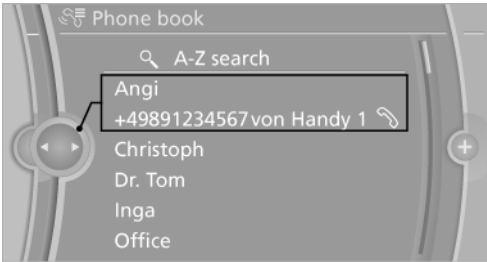 Phone book
A-Z search
Angi
+49891234567 von Handy 1
Christoph
Dr. Tom
Inga
Office